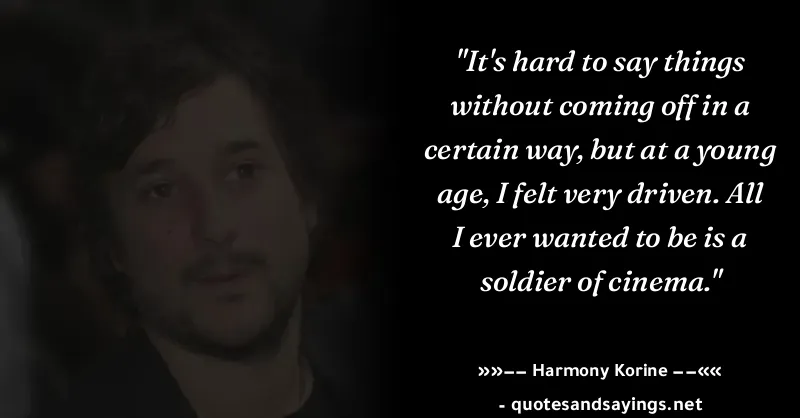 "It's hard to say things
without coming off in a
certain way, but at a young
age, I felt very driven. All
I ever wanted to be is a
soldier of cinema."
»»—— Harmony Korine ——««
- quotesandsayings.net